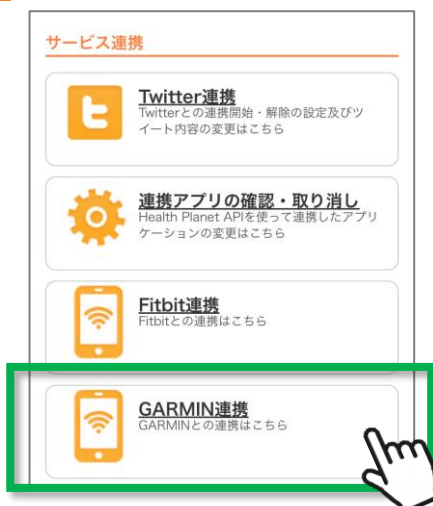 サービス連携
Twitter連携
Twitterとの連携開始・解除の設定及びツ
イート内容の変更はこちら
連携アプリの確認・取り消し
Health Planet APIを使って連携したアプリ
ケーションの変更はこちら
Fitbit連携
Fitbitとの連携はこちら
GARMIN連携
GARMINとの連携はこちら